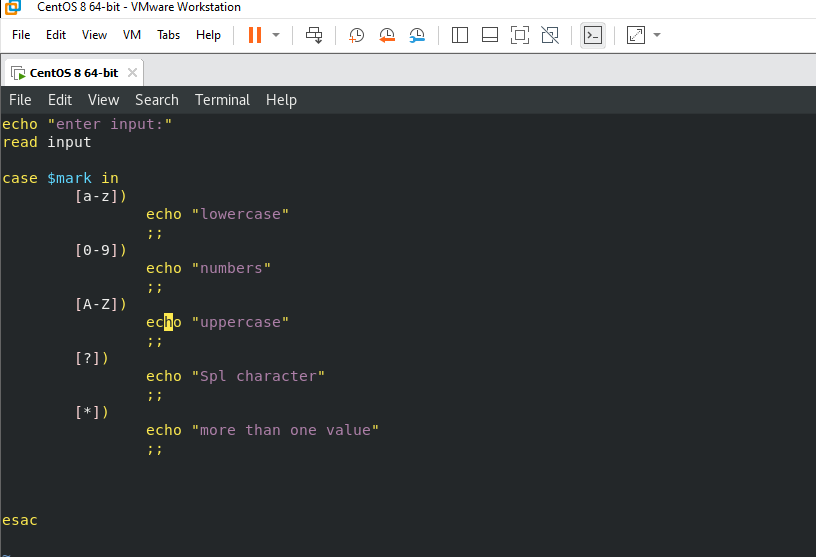 CentOS 8 64-bit - VMware Workstation
File Edit View VM Tabs Help
CentOS 8 64-bit
File Edit View Search Terminal Help
echo "enter input:"
read input
case $mark in
[a-z])
echo "lowercase"
;;
[0-9])
echo "numbers"
;;
[A-Z])
echo "uppercase"
;;
[?])
echo "Spl character"
;;
[*])
echo "more than one value"
;;
esac
~